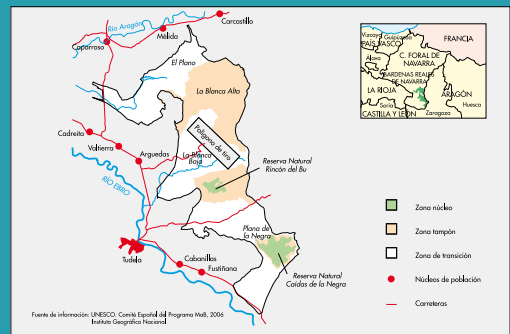 Río Aragón
Carcastillo
Mélida
Caparroso
El Plano
La Blanca Alta
Polígono de tiro
Cadreita
Valtierra
Arguedas
La Blanca
Baja
Reserva Natural
Rincón del Bu
RÍO EBRO
Plana de
la Negra
Tudela
Cabanillas
Fustiñana
Reserva Natural
Caídas de la Negra
Fuente de información: UNESCO. Comité Español del Programa MaB, 2006
Instituto Geográfico Nacional
Vizcaya
Guipúzcoa
FRANCIA
PAÍS VASCO
C. FORAL DE
NAVARRA
Álava
BARDENAS REALES
DE NAVARRA
LA RIOJA
ARAGÓN
Soria
Huesca
Zaragoza
CASTILLA Y LEÓN
Zona núcleo
Zona tampón
Zona de transición
Núcleos de población
Carreteras